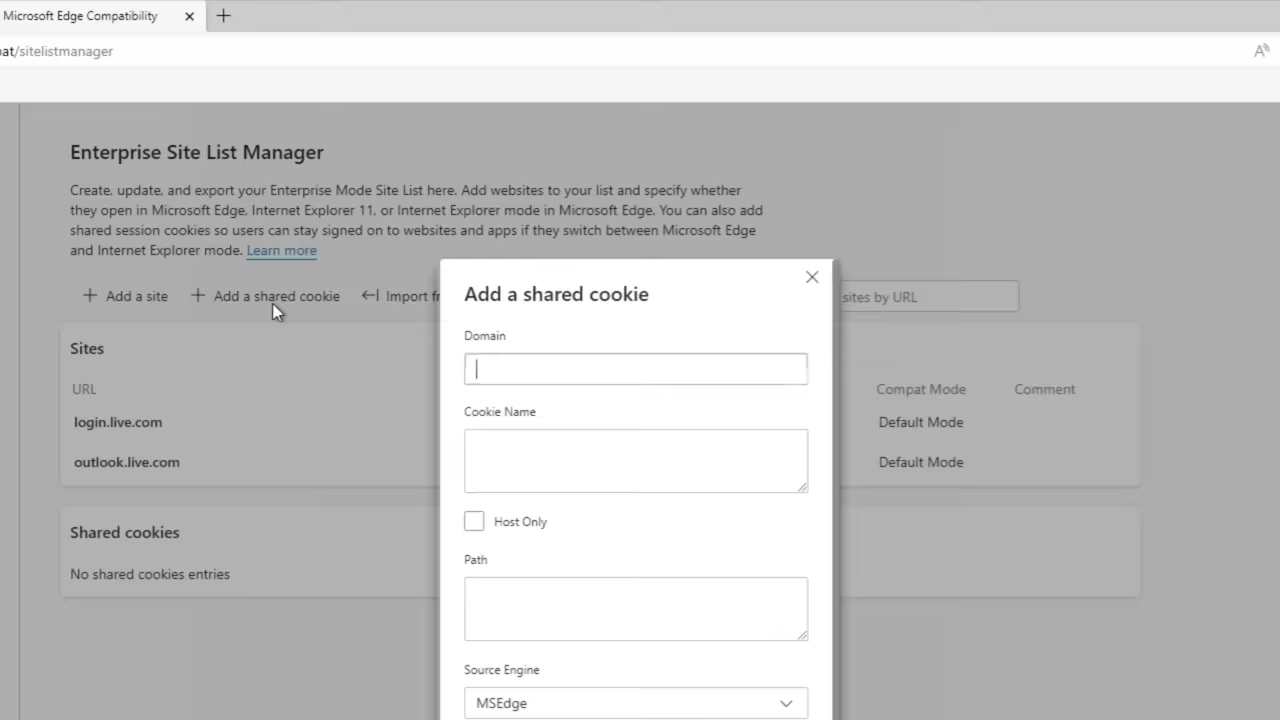 Microsoft Edge Compatibility
at/sitelistmanager
Enterprise Site List Manager
Create, update, and export your Enterprise Mode Site List here. Add websites to your list and specify whether
they open in Microsoft Edge, Internet Explorer 11, or Internet Explorer mode in Microsoft Edge. You can also add
shared session cookies so users can stay signed on to websites and apps if they switch between Microsoft Edge
and Internet Explorer mode. Learn more
Add a site
Add a shared cookie
Import fr
sites by URL
Sites
URL
Compat Mode
Comment
login.live.com
Default Mode
outlook.live.com
Default Mode
Shared cookies
No shared cookies entries
Add a shared cookie
Domain
Cookie Name
Host Only
Path
Source Engine
MSEdge